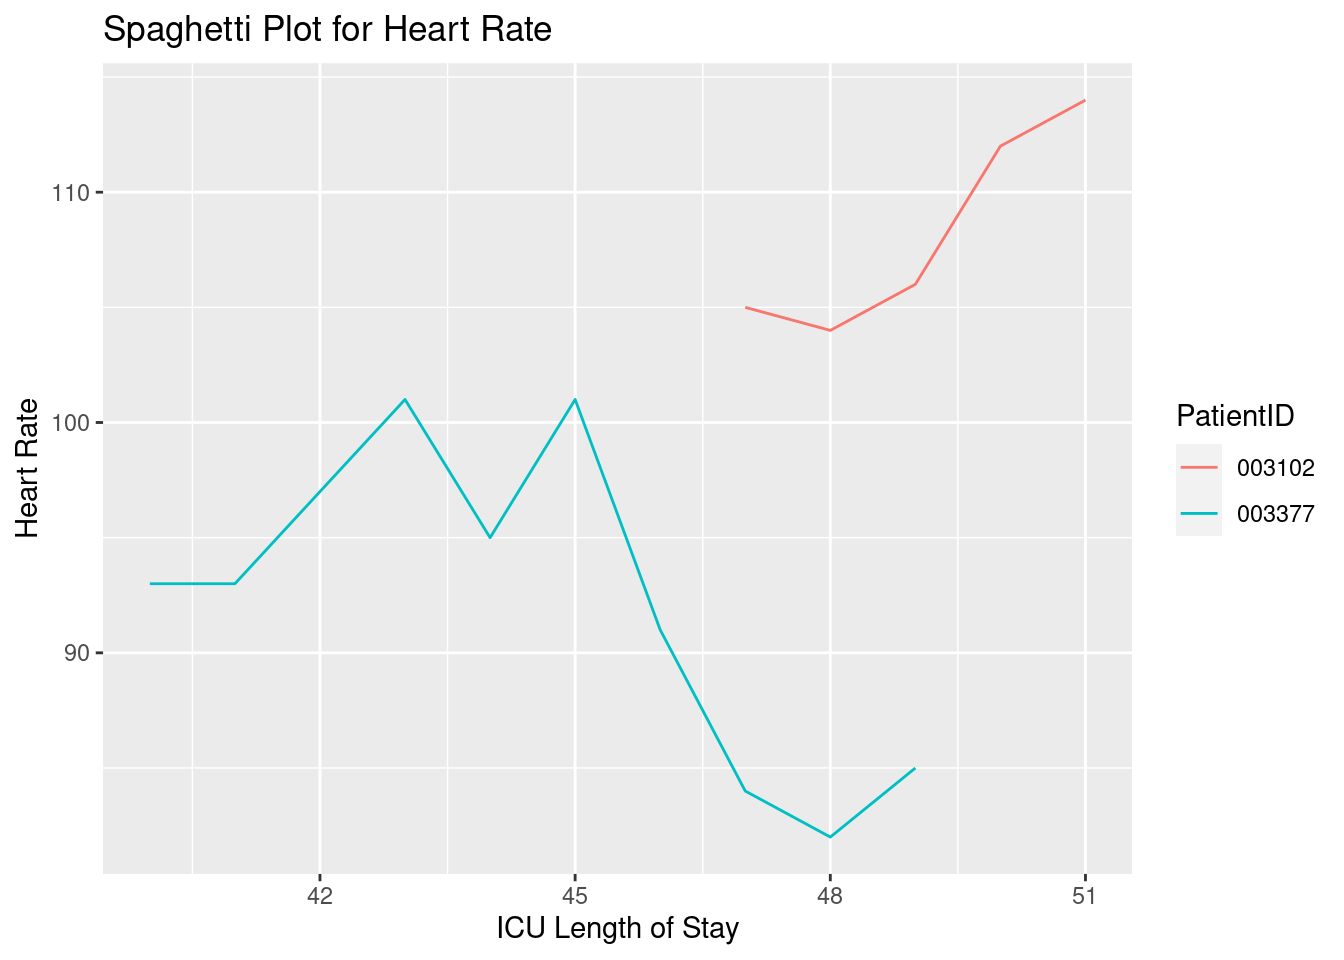 Spaghetti Plot for Heart Rate
110
100
90
Heart Rate
42 45 48 51
ICU Length of Stay
PatientID
003102
003377